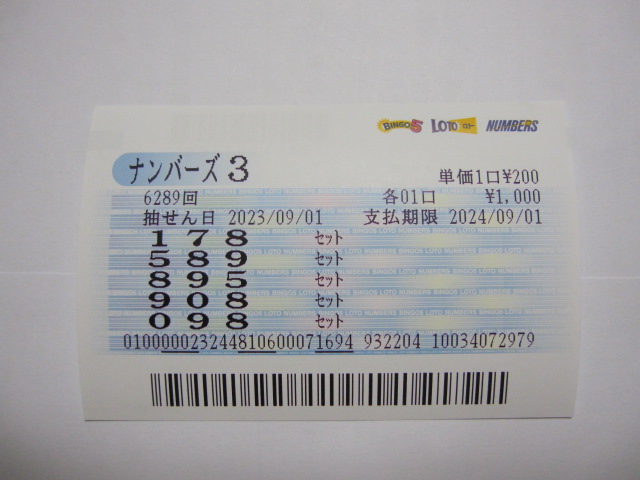 BINGO5 LOTO NUMBERS
ナンバーズ3 単価1口¥200
6289回 各01口 ¥1,000
抽せん日 2023/09/01 支払期限 2024/09/01
178 セット
589 セット
895 セット
908 セット
098 セット
01000002324481060007 1694 932204 10034072979